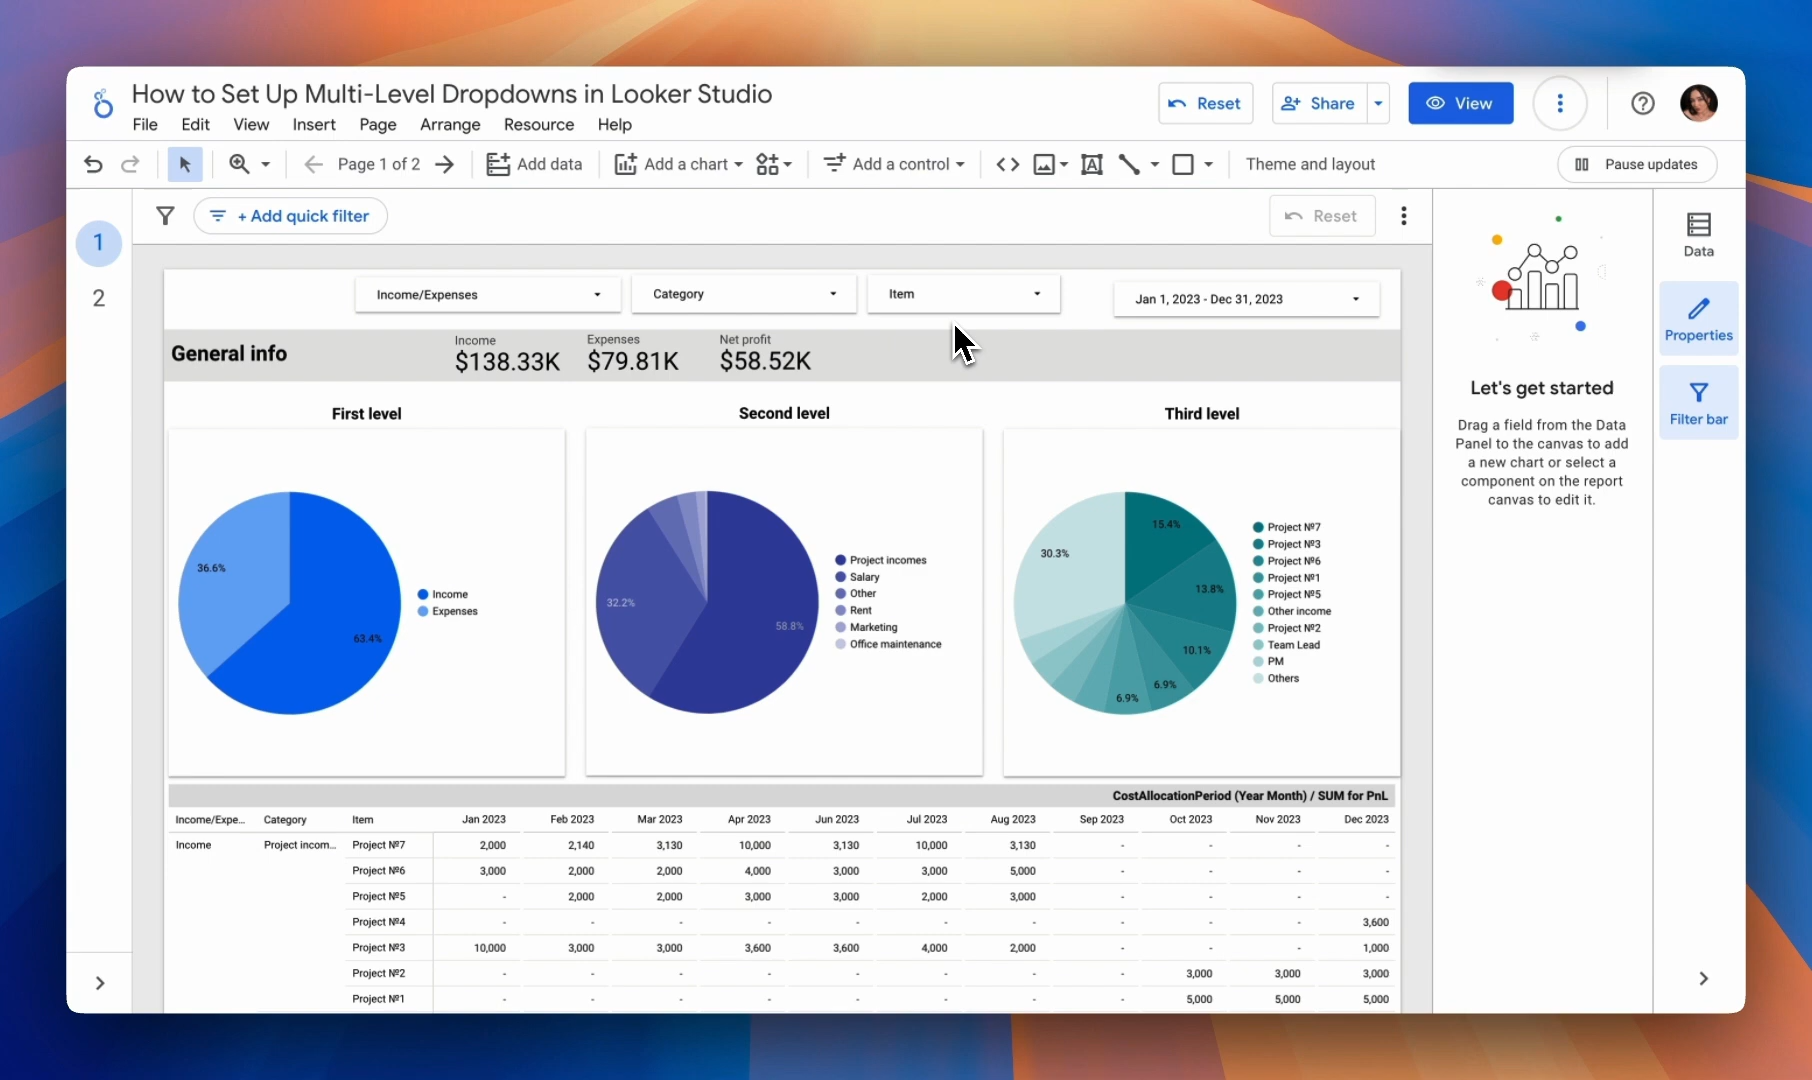 How to Set Up Multi-Level Dropdowns in Looker Studio
Reset
Share
View
File Edit View Insert Page Arrange Resource Help
Page 1 of 2
Add data
Add a chart
Add a control
Theme and layout
Pause updates
+ Add quick filter
Reset
1
2
Data
Properties
Filter bar
Let's get started
Drag a field from the Data
Panel to the canvas to add
a new chart or select a
component on the report
canvas to edit it.
Income/Expenses
Category
Item
Jan 1, 2023 - Dec 31, 2023
General info
Income
$138.33K
Expenses
$79.81K
Net profit
$58.52K
First level
36.6%
63.4%
Income
Expenses
Second level
32.2%
58.8%
Project incomes
Salary
Other
Rent
Marketing
Office maintenance
Third level
30.3%
15.4%
13.8%
10.1%
6.9%
6.9%
Project №7
Project №3
Project №6
Project №1
Project №5
Other income
Project №2
Team Lead
PM
Others
CostAllocationPeriod (Year Month) / SUM for PnL
Income/Expe... Category Item Jan 2023 Feb 2023 Mar 2023 Apr 2023 Jun 2023 Jul 2023 Aug 2023 Sep 2023 Oct 2023 Nov 2023 Dec 2023
Income Project incom... Project №7 2,000 2,140 3,130 10,000 3,130 10,000 3,130 - - - -
Project №6 3,000 2,000 2,000 4,000 3,000 3,000 5,000 - - - -
Project №5 - 2,000 2,000 3,000 3,000 2,000 3,000 - - - -
Project №4 - - - - - - - - - - 3,600
Project №3 10,000 3,000 3,000 3,600 3,600 4,000 2,000 - - - 1,000
Project №2 - - - - - - - - 3,000 3,000 3,000
Project №1 - - - - - - - - 5,000 5,000 5,000